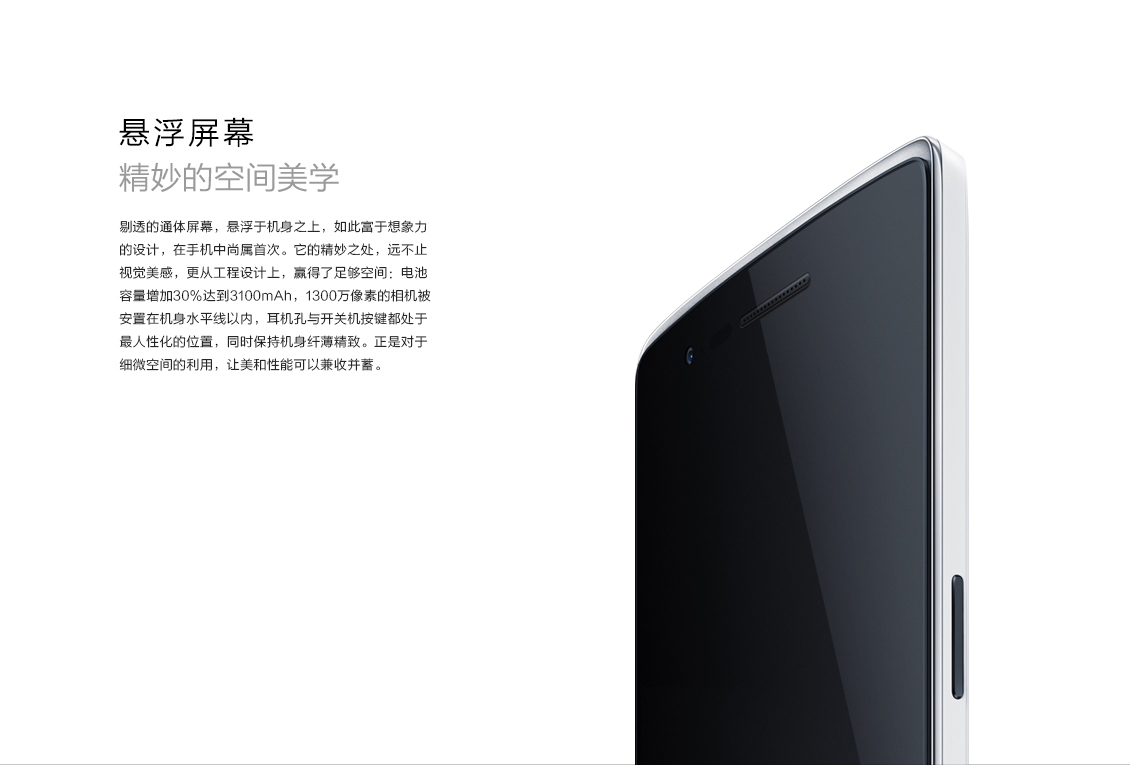 悬浮屏幕
精妙的空间美学
剔透的通体屏幕，悬浮于机身之上，如此富于想象力
的设计，在手机中尚属首次。它的精妙之处，远不止
视觉美感，更从工程设计上，赢得了足够空间：电池
容量增加30%达到3100mAh，1300万像素的相机被
安置在机身水平线以内，耳机孔与开关机按键都处于
最人性化的位置，同时保持机身纤薄精致。正是对于
细微空间的利用，让美和性能可以兼收并蓄。